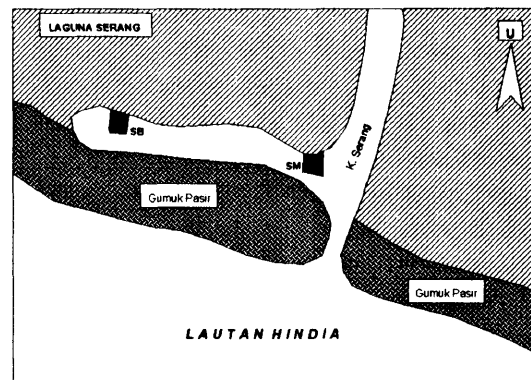 LAGUNA SERANG
U
SB
SM
K. Serang
Gumuk Pasir
Gumuk Pasir
LAUTAN HINDIA